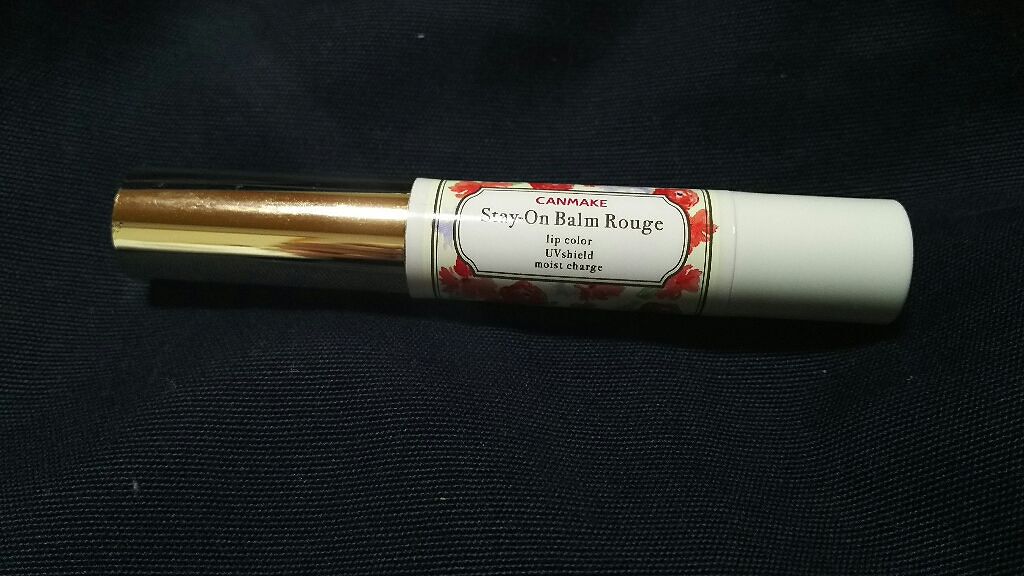 CANMAKE
Stay-On Balm Rouge
lip color
UVshield
moist charge